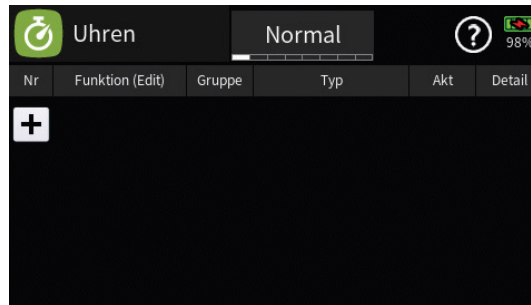 Uhren Normal ? 98%
Nr Funktion (Edit) Gruppe Typ Akt Detail
+